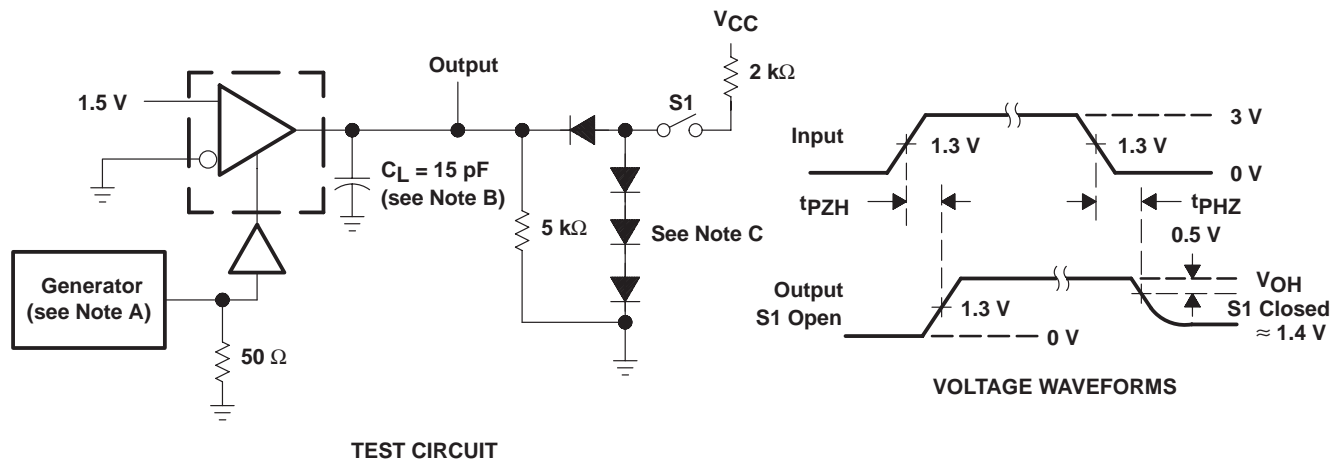 VCC
2 kΩ
Output
S1
1.5 V
CL = 15 pF
(see Note B)
5 kΩ
See Note C
Generator
(see Note A)
50 Ω
TEST CIRCUIT
3 V
Input
1.3 V
1.3 V
0 V
tPZH
tPHZ
0.5 V
VOH
Output
S1 Open
1.3 V
S1 Closed
≈ 1.4 V
0 V
VOLTAGE WAVEFORMS